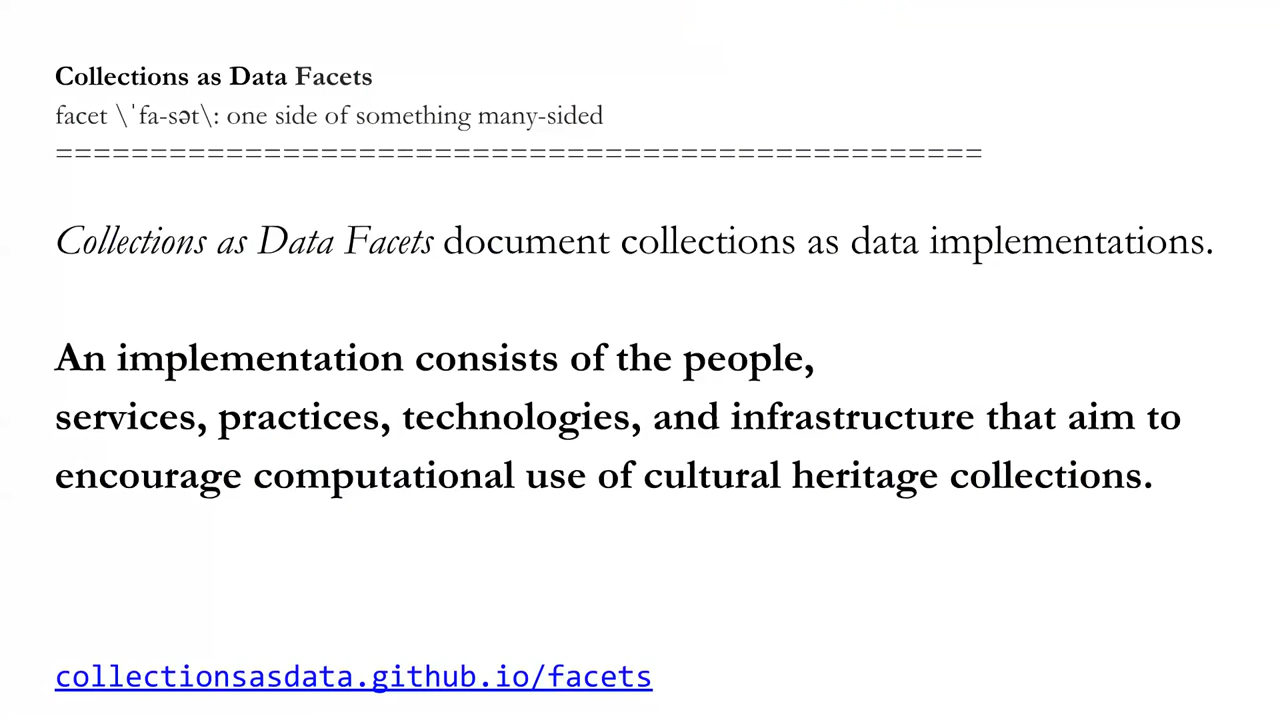 Collections as Data Facets
facet \ˈfa-sət\: one side of something many-sided
=================================================
Collections as Data Facets document collections as data implementations.
An implementation consists of the people,
services, practices, technologies, and infrastructure that aim to
encourage computational use of cultural heritage collections.
collectionsasdata.github.io/facets